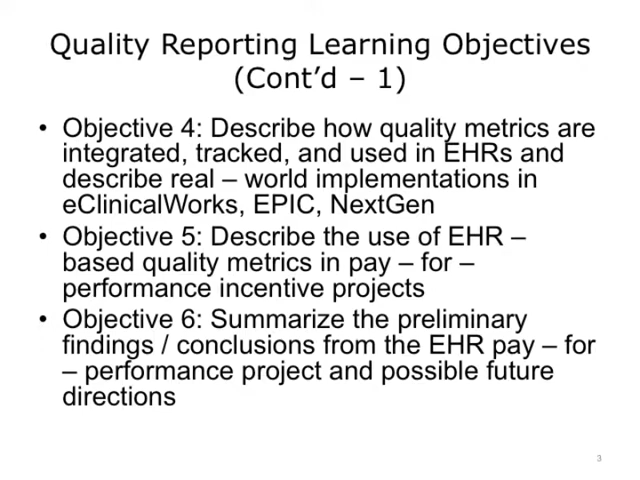 Quality Reporting Learning Objectives
(Cont’d – 1)
• Objective 4: Describe how quality metrics are
integrated, tracked, and used in EHRs and
describe real – world implementations in
eClinicalWorks, EPIC, NextGen
• Objective 5: Describe the use of EHR –
based quality metrics in pay – for –
performance incentive projects
• Objective 6: Summarize the preliminary
findings / conclusions from the EHR pay – for
– performance project and possible future
directions
3